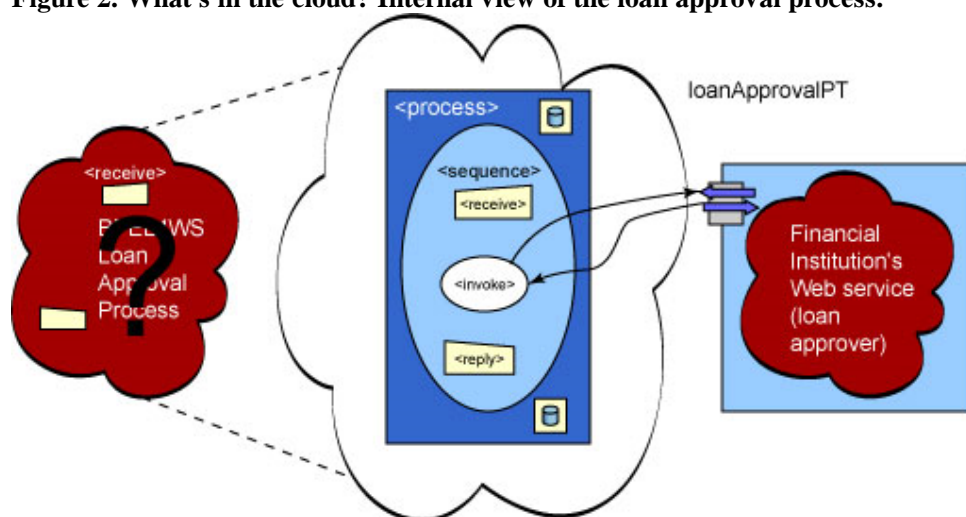 Figure 2. What's in the cloud? Internal view of the loan approval process.
loanApprovalPT
<process>
<receive>
Loan
Approval
Process
?
<sequence>
<receive>
<invoke>
<reply>
Financial
Institution's
Web service
(loan
approver)